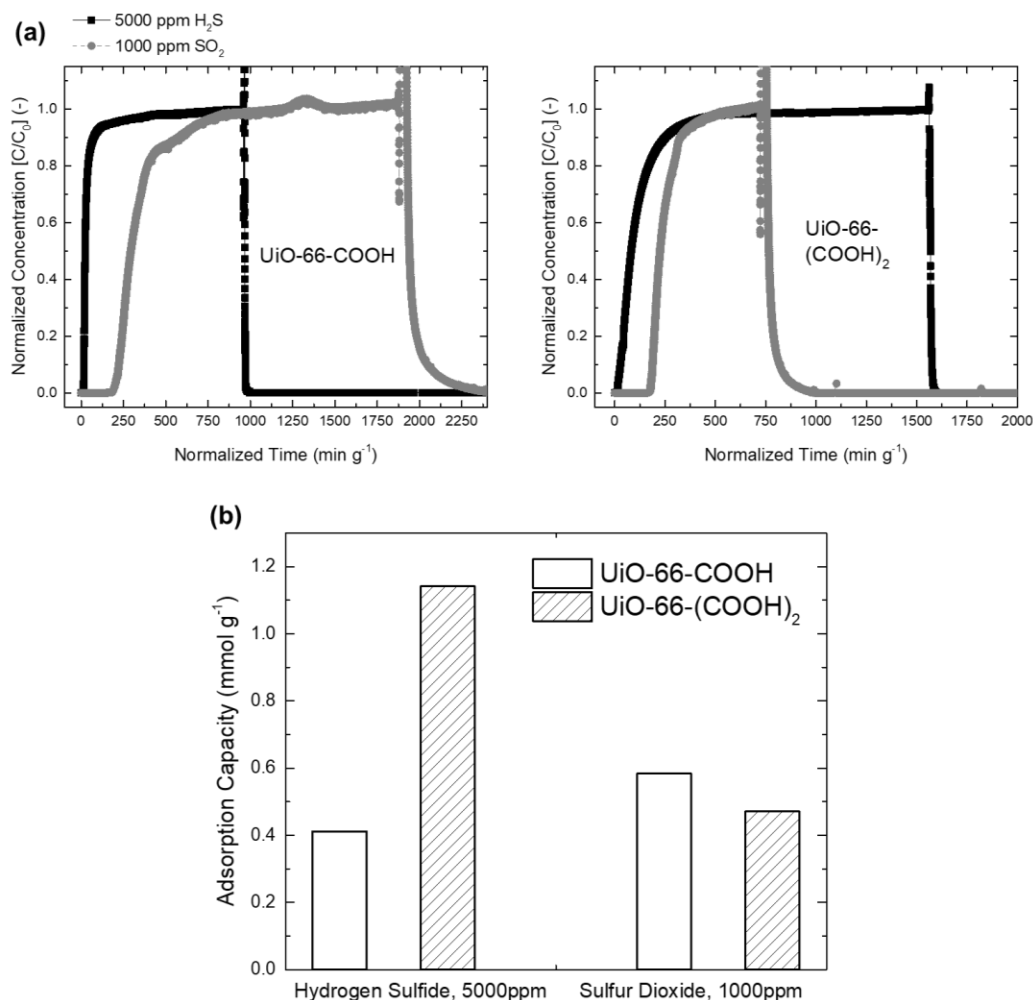 (a)
5000 ppm H₂S
1000 ppm SO₂
Normalized Concentration [C/C₀] (-)
1.0
0.8
0.6
0.4
0.2
0.0
UiO-66-COOH
0 250 500 750 1000 1250 1500 1750 2000 2250
Normalized Time (min g⁻¹)
Normalized Concentration [C/C₀] (-)
1.0
0.8
0.6
0.4
0.2
0.0
UiO-66-
(COOH)₂
0 250 500 750 1000 1250 1500 1750 2000
Normalized Time (min g⁻¹)
(b)
Adsorption Capacity (mmol g⁻¹)
1.2
1.0
0.8
0.6
0.4
0.2
0.0
UiO-66-COOH
UiO-66-(COOH)₂
Hydrogen Sulfide, 5000ppm Sulfur Dioxide, 1000ppm